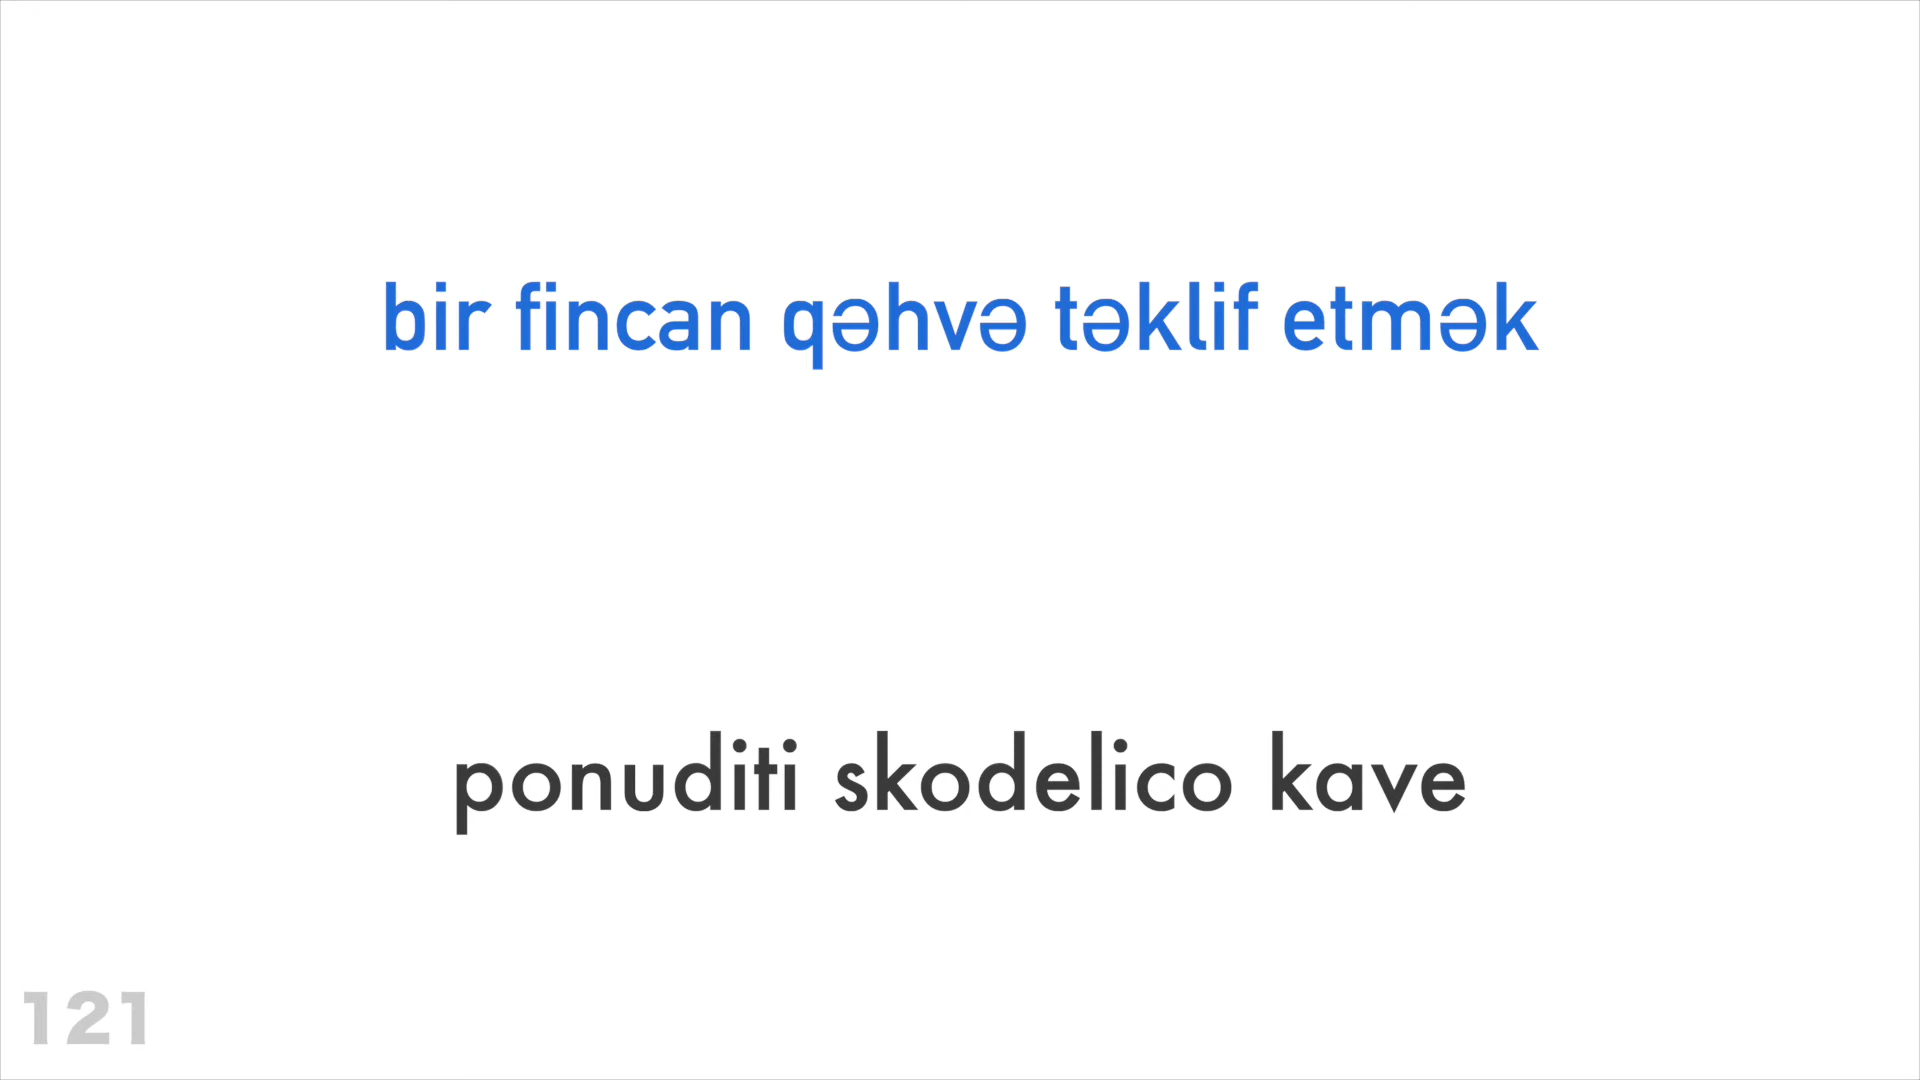 bir fincan qəhvə təklif etmək
ponuditi skodelico kave
121